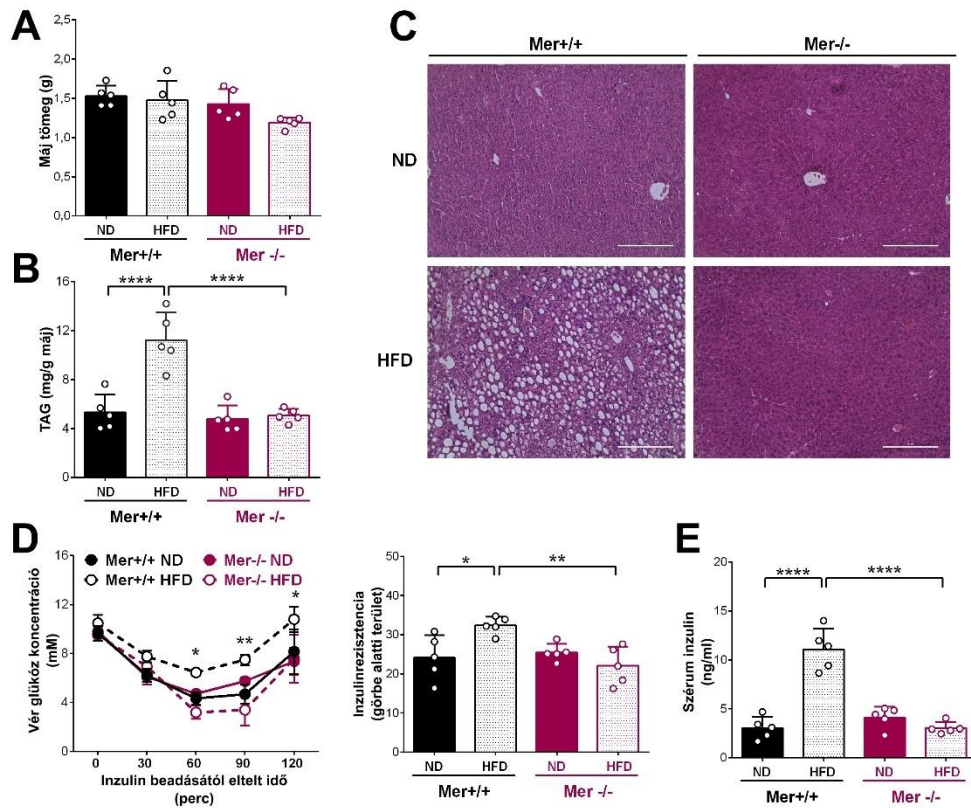 A
Máj tömeg (g)
2,5
2,0
1,5
1,0
0,5
0,0
ND HFD ND HFD
Mer+/+ Mer -/-
B
TAG (mg/g máj)
16
12
8
4
0
**** ****
ND HFD ND HFD
Mer+/+ Mer -/-
C
Mer+/+ Mer-/-
ND
HFD
D
Vér glükóz koncentráció
(mM)
16
12
8
4
0
Mer+/+ ND Mer-/- ND
Mer+/+ HFD Mer-/- HFD
* ** *
0 30 60 90 120
Inzulin beadásától eltelt idő
(perc)
Inzulinrezisztencia
(görbe alatti terület)
50
40
30
20
10
0
* **
ND HFD ND HFD
Mer+/+ Mer -/-
E
Szérum inzulin
(ng/ml)
20
15
10
5
0
**** ****
ND HFD ND HFD
Mer+/+ Mer -/-